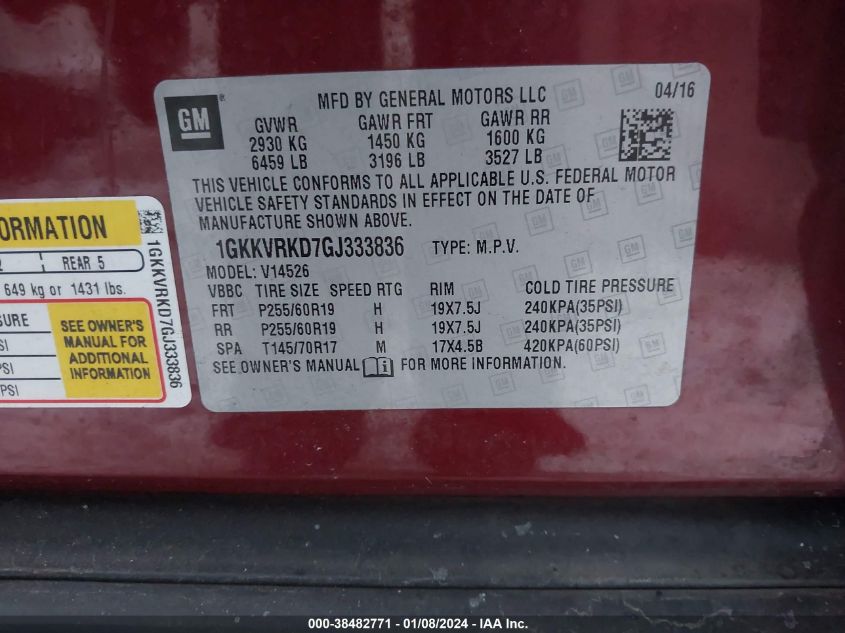 GM
MFD BY GENERAL MOTORS LLC 04/16
GVWR GAWR FRT GAWR RR
2930 KG 1450 KG 1600 KG
6459 LB 3196 LB 3527 LB
THIS VEHICLE CONFORMS TO ALL APPLICABLE U.S. FEDERAL MOTOR
VEHICLE SAFETY STANDARDS IN EFFECT ON THE DATE OF
MANUFACTURE SHOWN ABOVE.
1GKKVRKD7GJ333836 TYPE: M.P.V.
MODEL: V14526
VBBC TIRE SIZE SPEED RTG RIM COLD TIRE PRESSURE
FRT P255/60R19 H 19X7.5J 240KPA(35PSI)
RR P255/60R19 H 19X7.5J 240KPA(35PSI)
SPA T145/70R17 M 17X4.5B 420KPA(60PSI)
SEE OWNER'S MANUAL i FOR MORE INFORMATION.
ORMATION
2 REAR 5
649 kg or 1431 lbs.
SURE
SEE OWNER'S
MANUAL FOR
ADDITIONAL
INFORMATION
PSI
PSI
PSI
1GKKVRKD7GJ333836
000-38482771 - 01/08/2024 - IAA Inc.